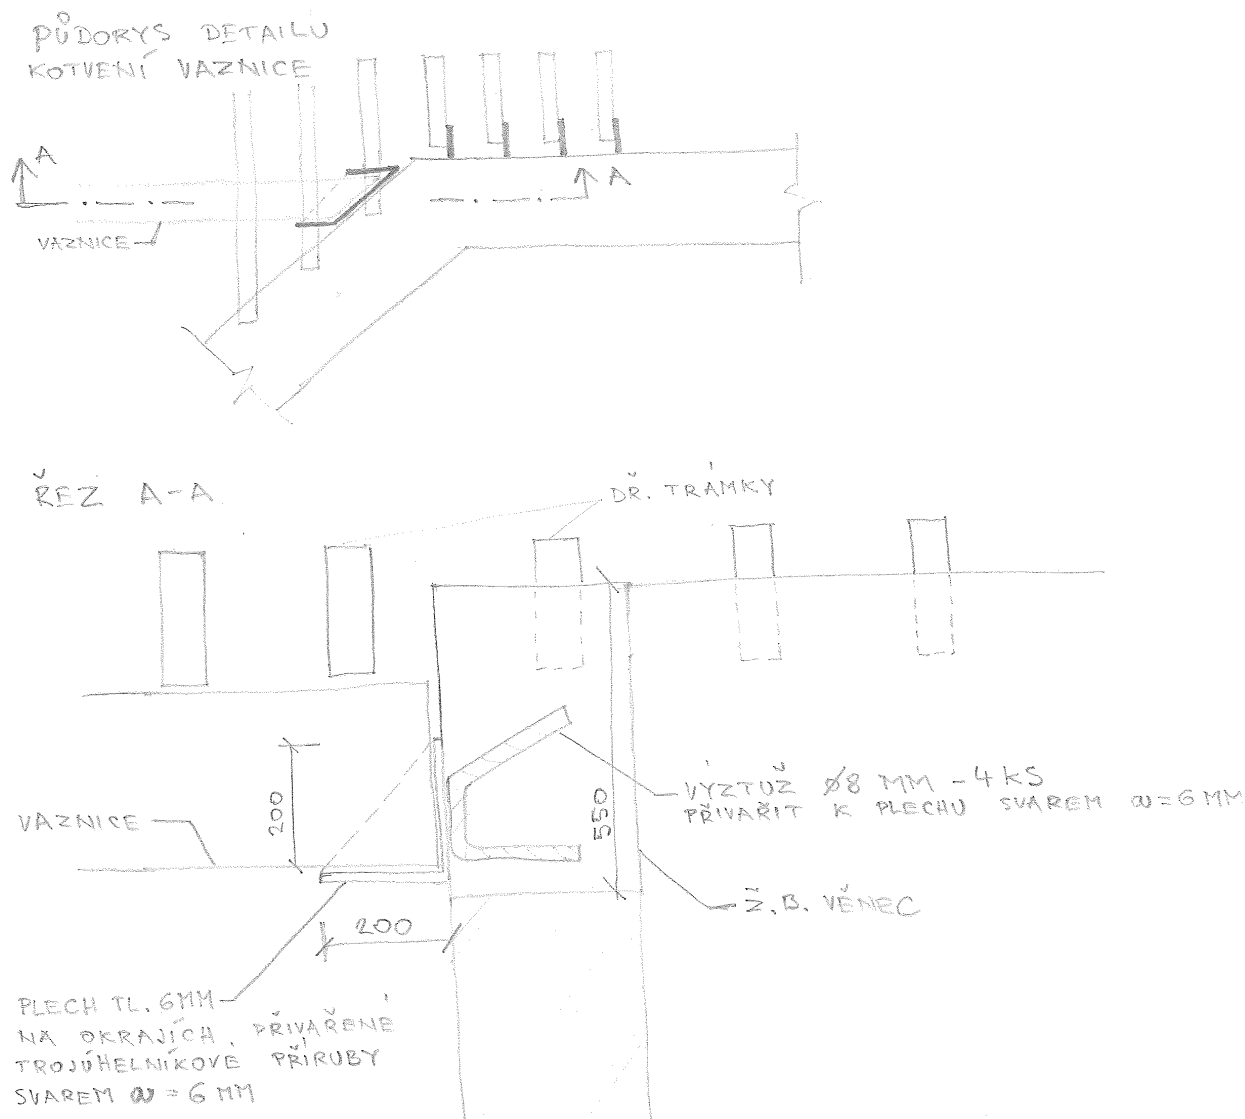 PŮDORYS DETAILU
KOTVENÍ VAZNICE
A
A
VAZNICE
ŘEZ A-A
DŘ. TRÁMKY
200
VAZNICE
550
VÝZTUŽ Ø8 MM - 4 KS
PŘIVAŘIT K PLECHU SVAREM a = 6 MM
Ž.B. VĚNEC
200
PLECH TL. 6MM
NA OKRAJÍCH PŘIVAŘENÉ
TROJÚHELNÍKOVÉ PŘÍRUBY
SVAREM a = 6 MM